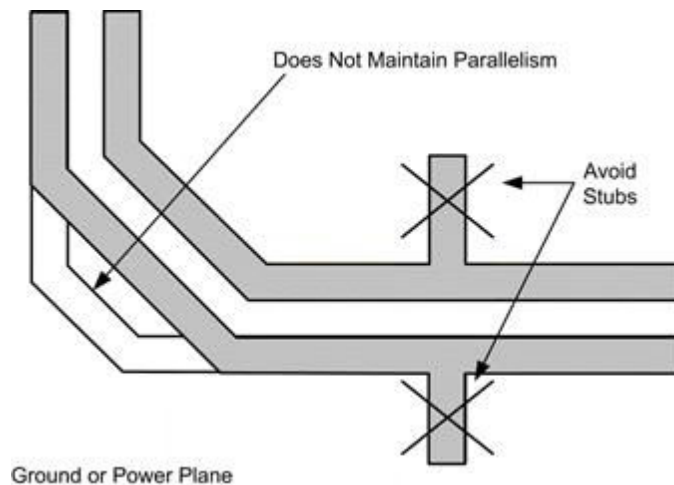 Does Not Maintain Parallelism
Avoid
Stubs
Ground or Power Plane